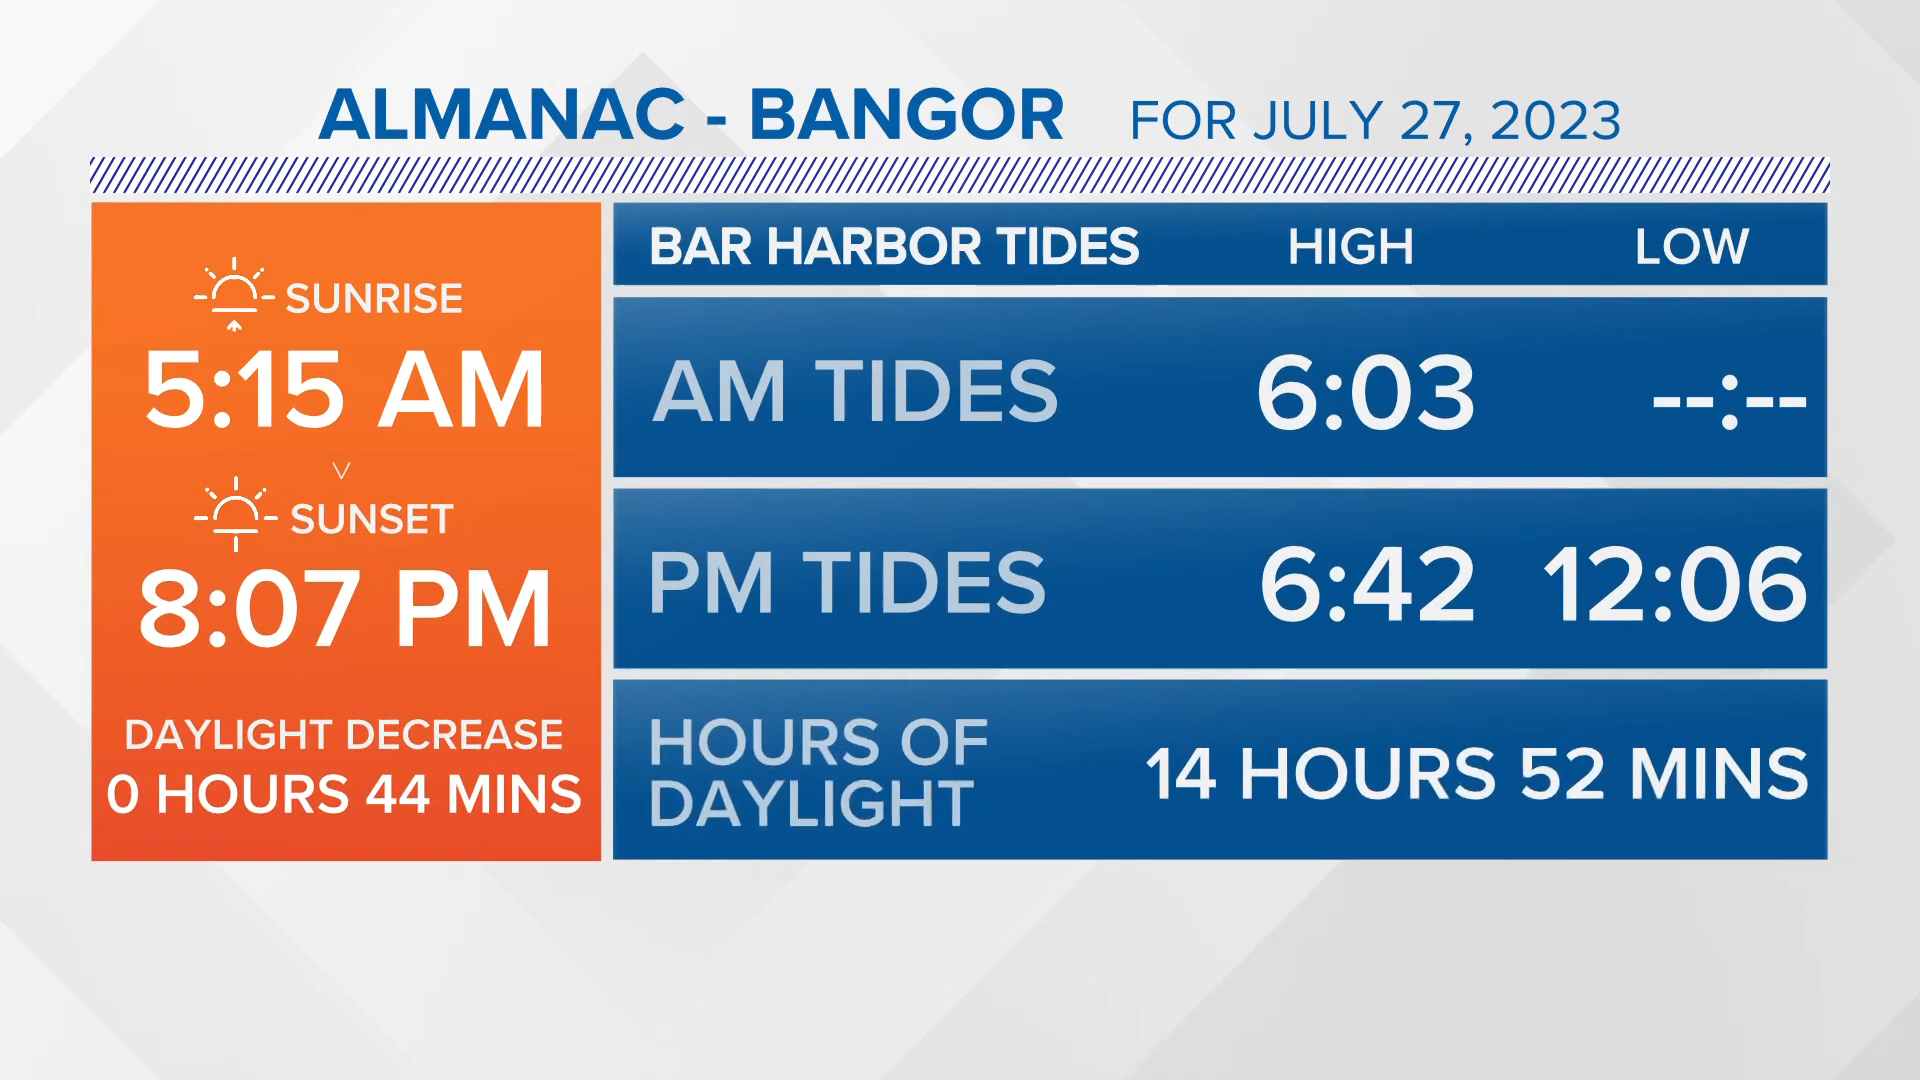 ALMANAC - BANGOR FOR JULY 27, 2023
SUNRISE
5:15 AM
SUNSET
8:07 PM
DAYLIGHT DECREASE
0 HOURS 44 MINS
BAR HARBOR TIDES HIGH LOW
AM TIDES 6:03 --:--
PM TIDES 6:42 12:06
HOURS OF
DAYLIGHT
14 HOURS 52 MINS